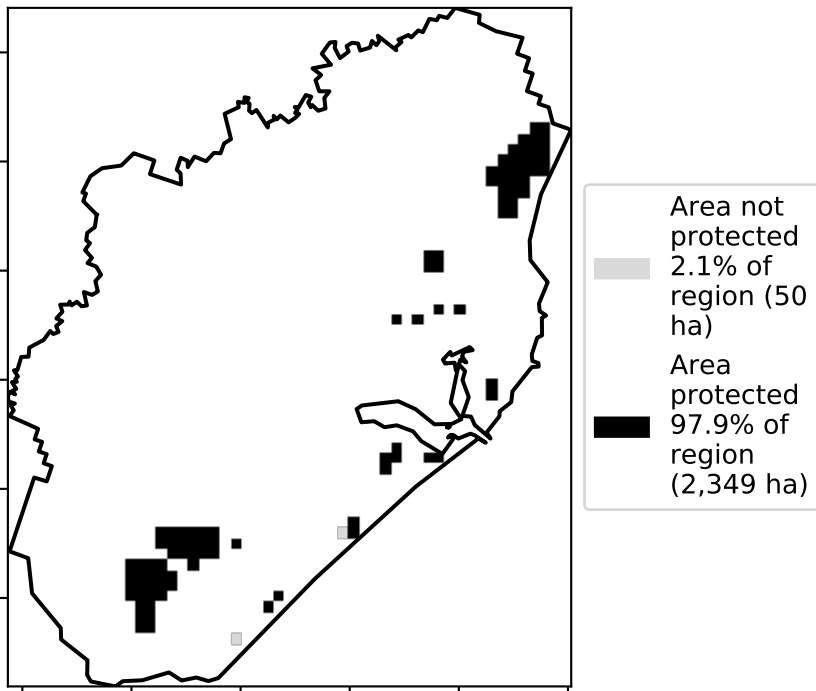 Area not
protected
2.1% of
region (50
ha)
Area
protected
97.9% of
region
(2,349 ha)